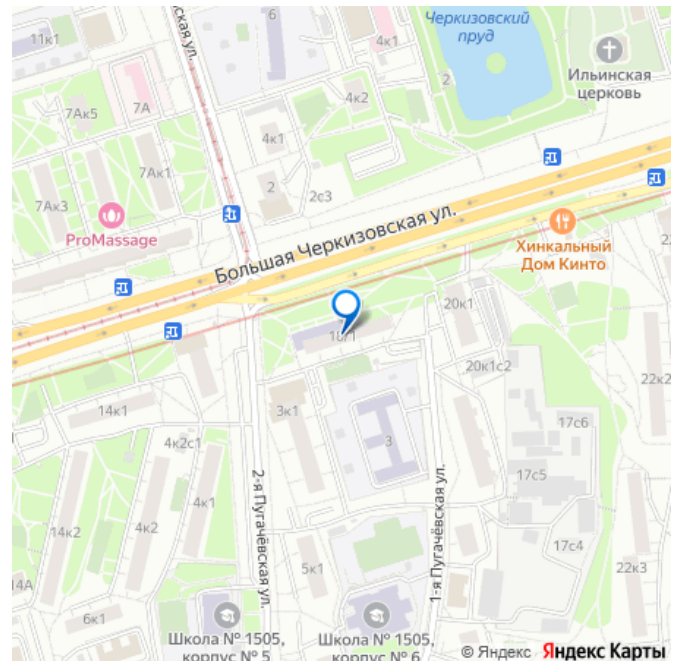 Черкизовский
пруд
Ильинская
церковь
11к1
6
4к1
7Ак5
7А
4к2
4к1
7Ак1
2
2с3
7Ак3
ProMassage
Большая Черкизовская ул.
Хинкальный
Дом Кинто
20к1
18/1
20к1с2
22к2
14к1
3к1
3
17с6
4к2с1
17с5
4к1
4к2
14к2
2-я Пугачёвская ул.
1-я Пугачёвская ул.
17с4
5к1
22к3
14А
6к1
Школа № 1505,
корпус № 5
Школа № 1505,
корпус № 6
© Яндекс Яндекс Карты